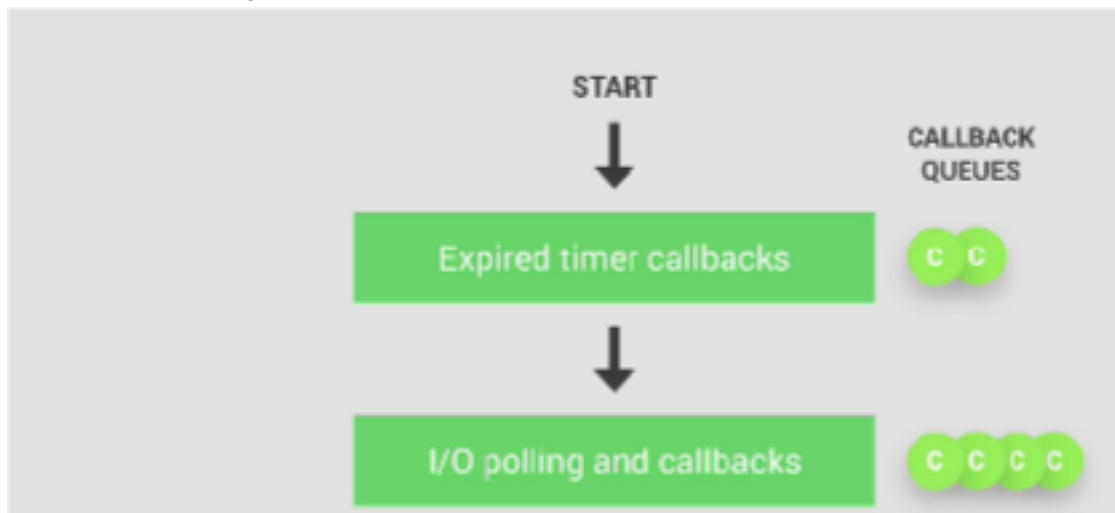 START
CALLBACK
QUEUES
Expired timer callbacks
C C
I/O polling and callbacks
C C C C